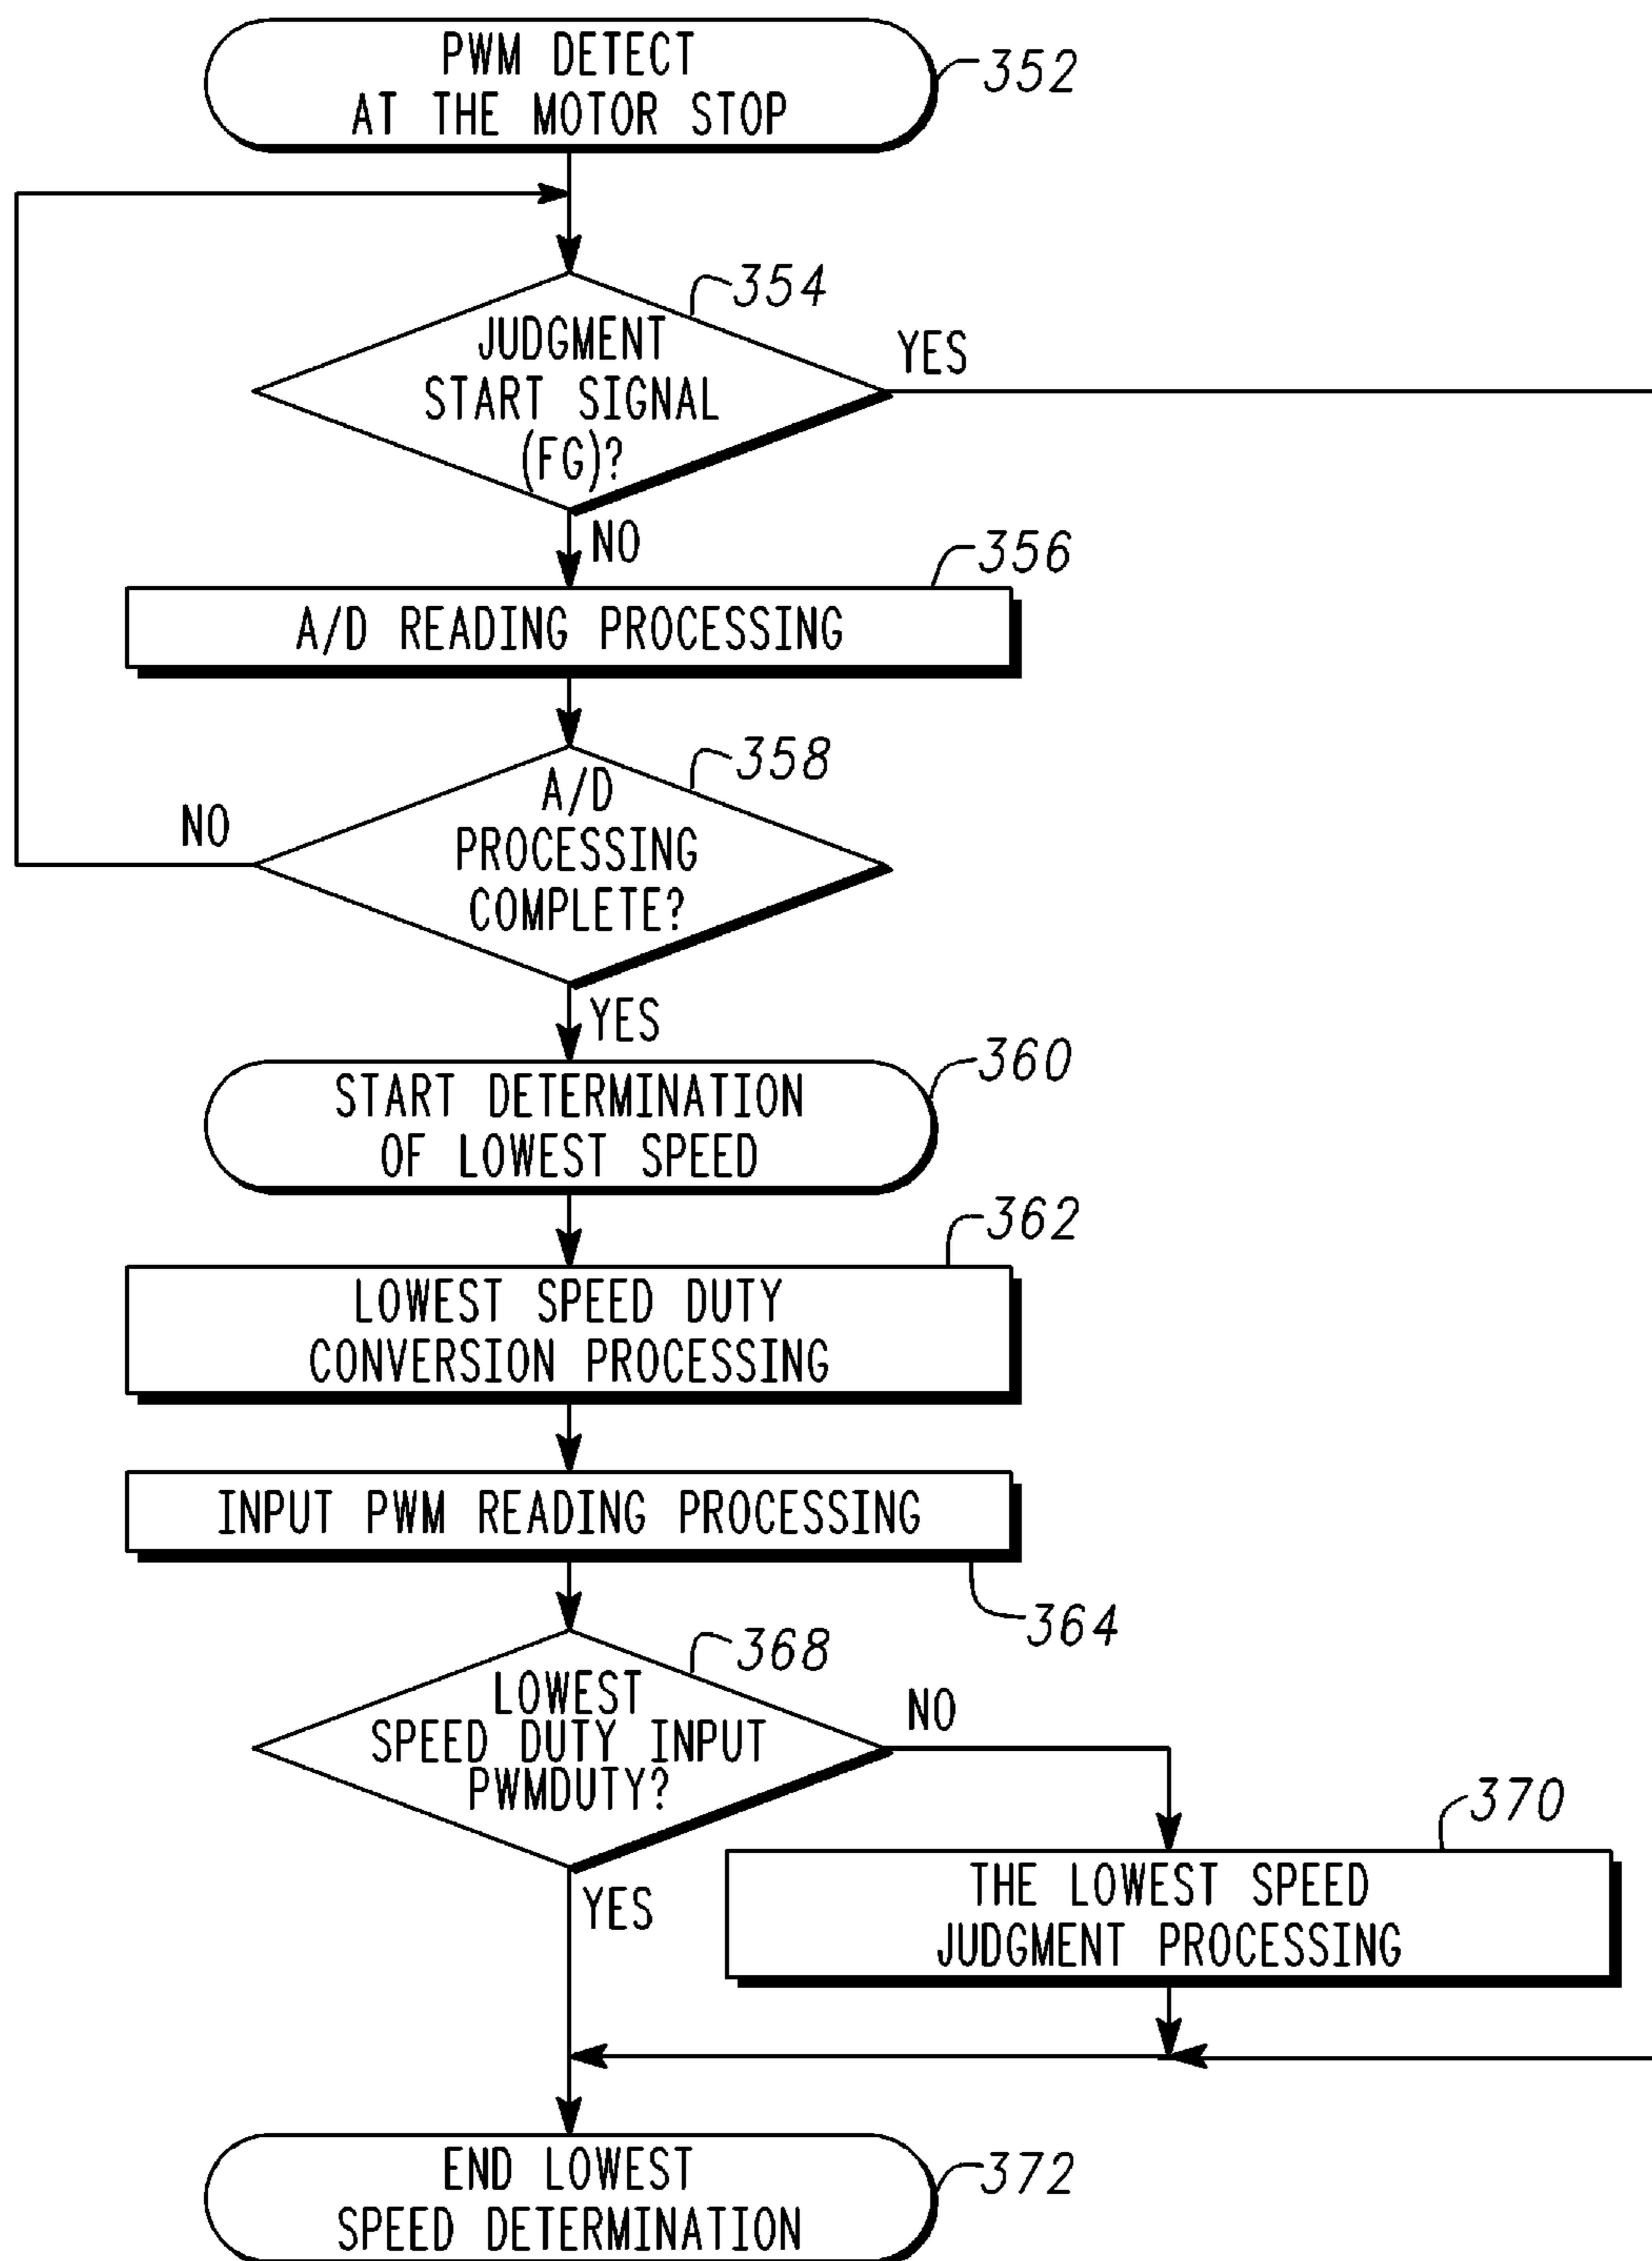 PWM DETECT
AT THE MOTOR STOP
352
354
JUDGMENT
START SIGNAL
(FG)?
YES
NO
356
A/D READING PROCESSING
358
A/D
PROCESSING
COMPLETE?
NO
YES
360
START DETERMINATION
OF LOWEST SPEED
362
LOWEST SPEED DUTY
CONVERSION PROCESSING
INPUT PWM READING PROCESSING
364
368
LOWEST
SPEED DUTY INPUT
PWMDUTY?
NO
YES
370
THE LOWEST SPEED
JUDGMENT PROCESSING
END LOWEST
SPEED DETERMINATION
372